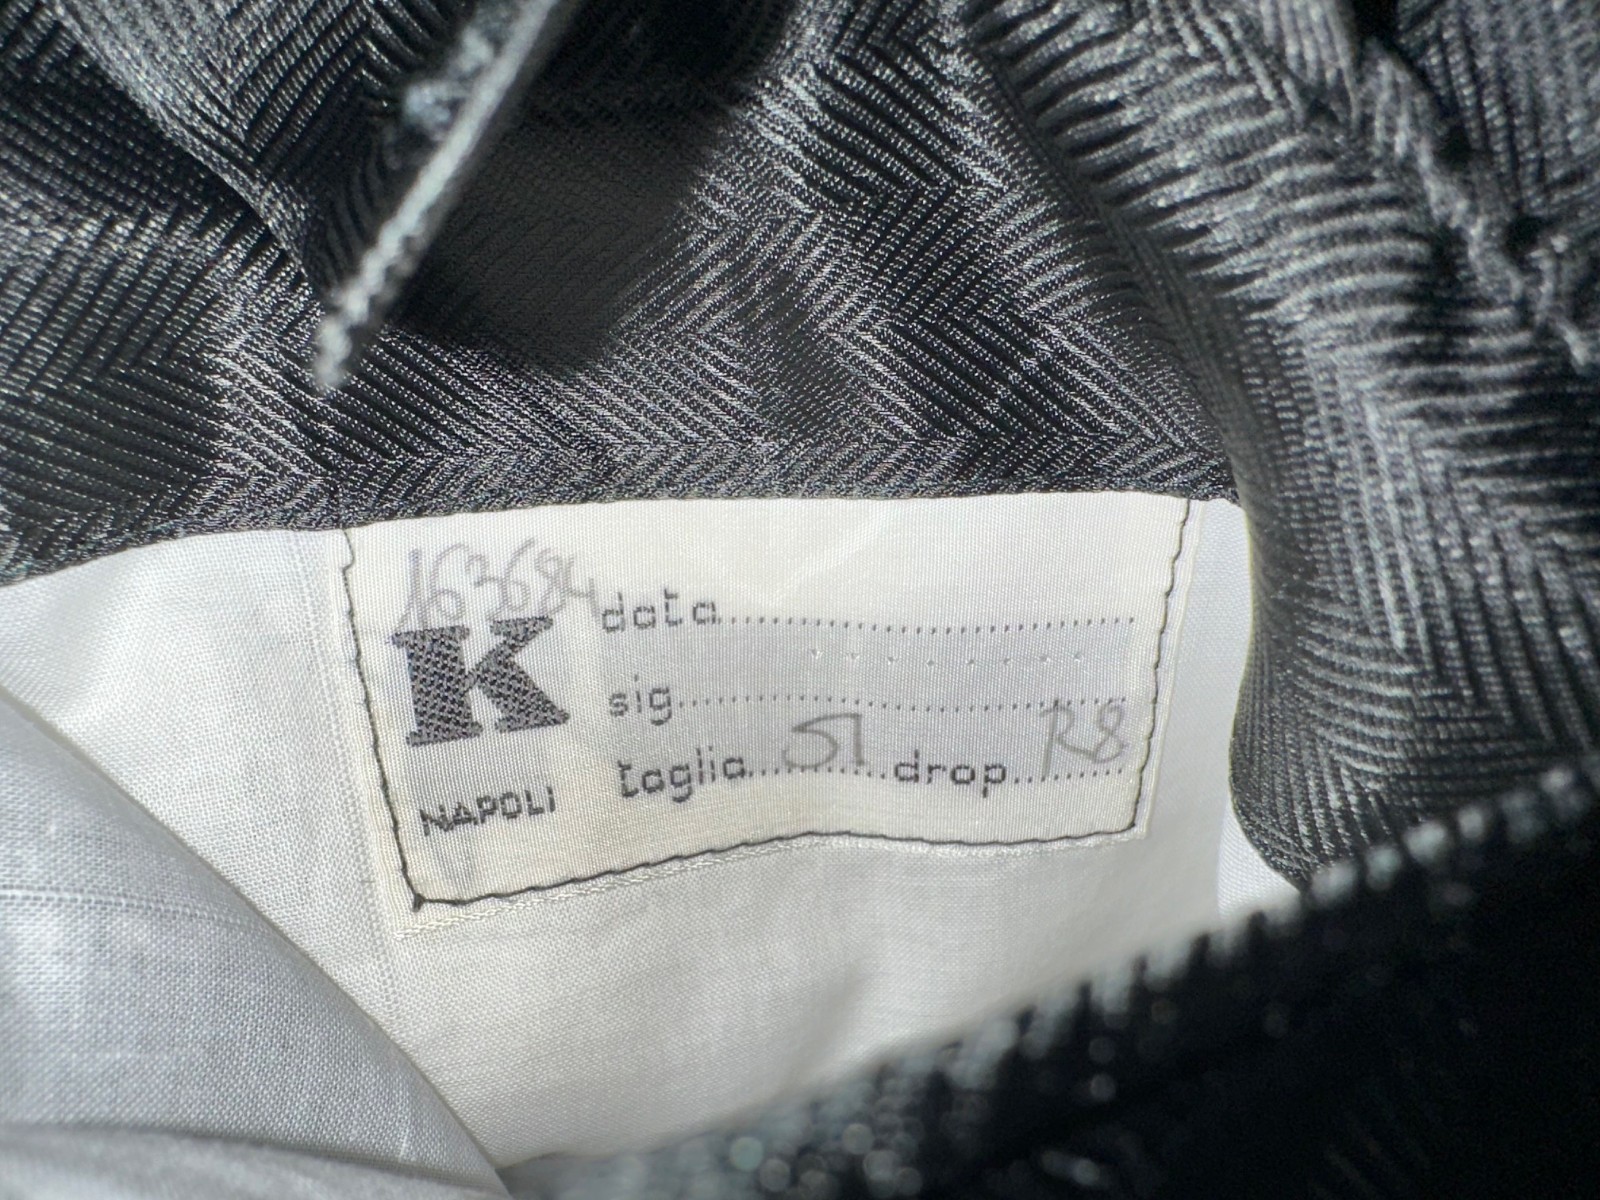 163684
K
NAPOLI
data....................
sig....................
taglia....51....drop....R8....